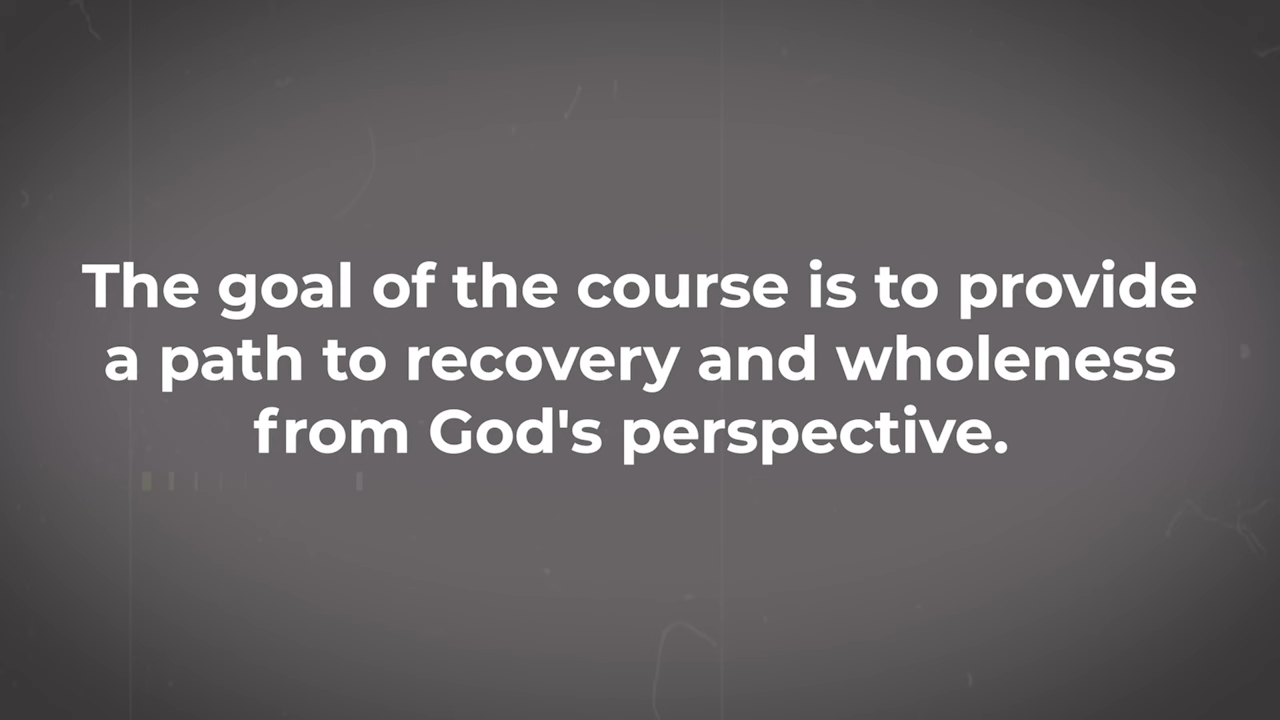 The goal of the course is to provide
a path to recovery and wholeness
from God's perspective.